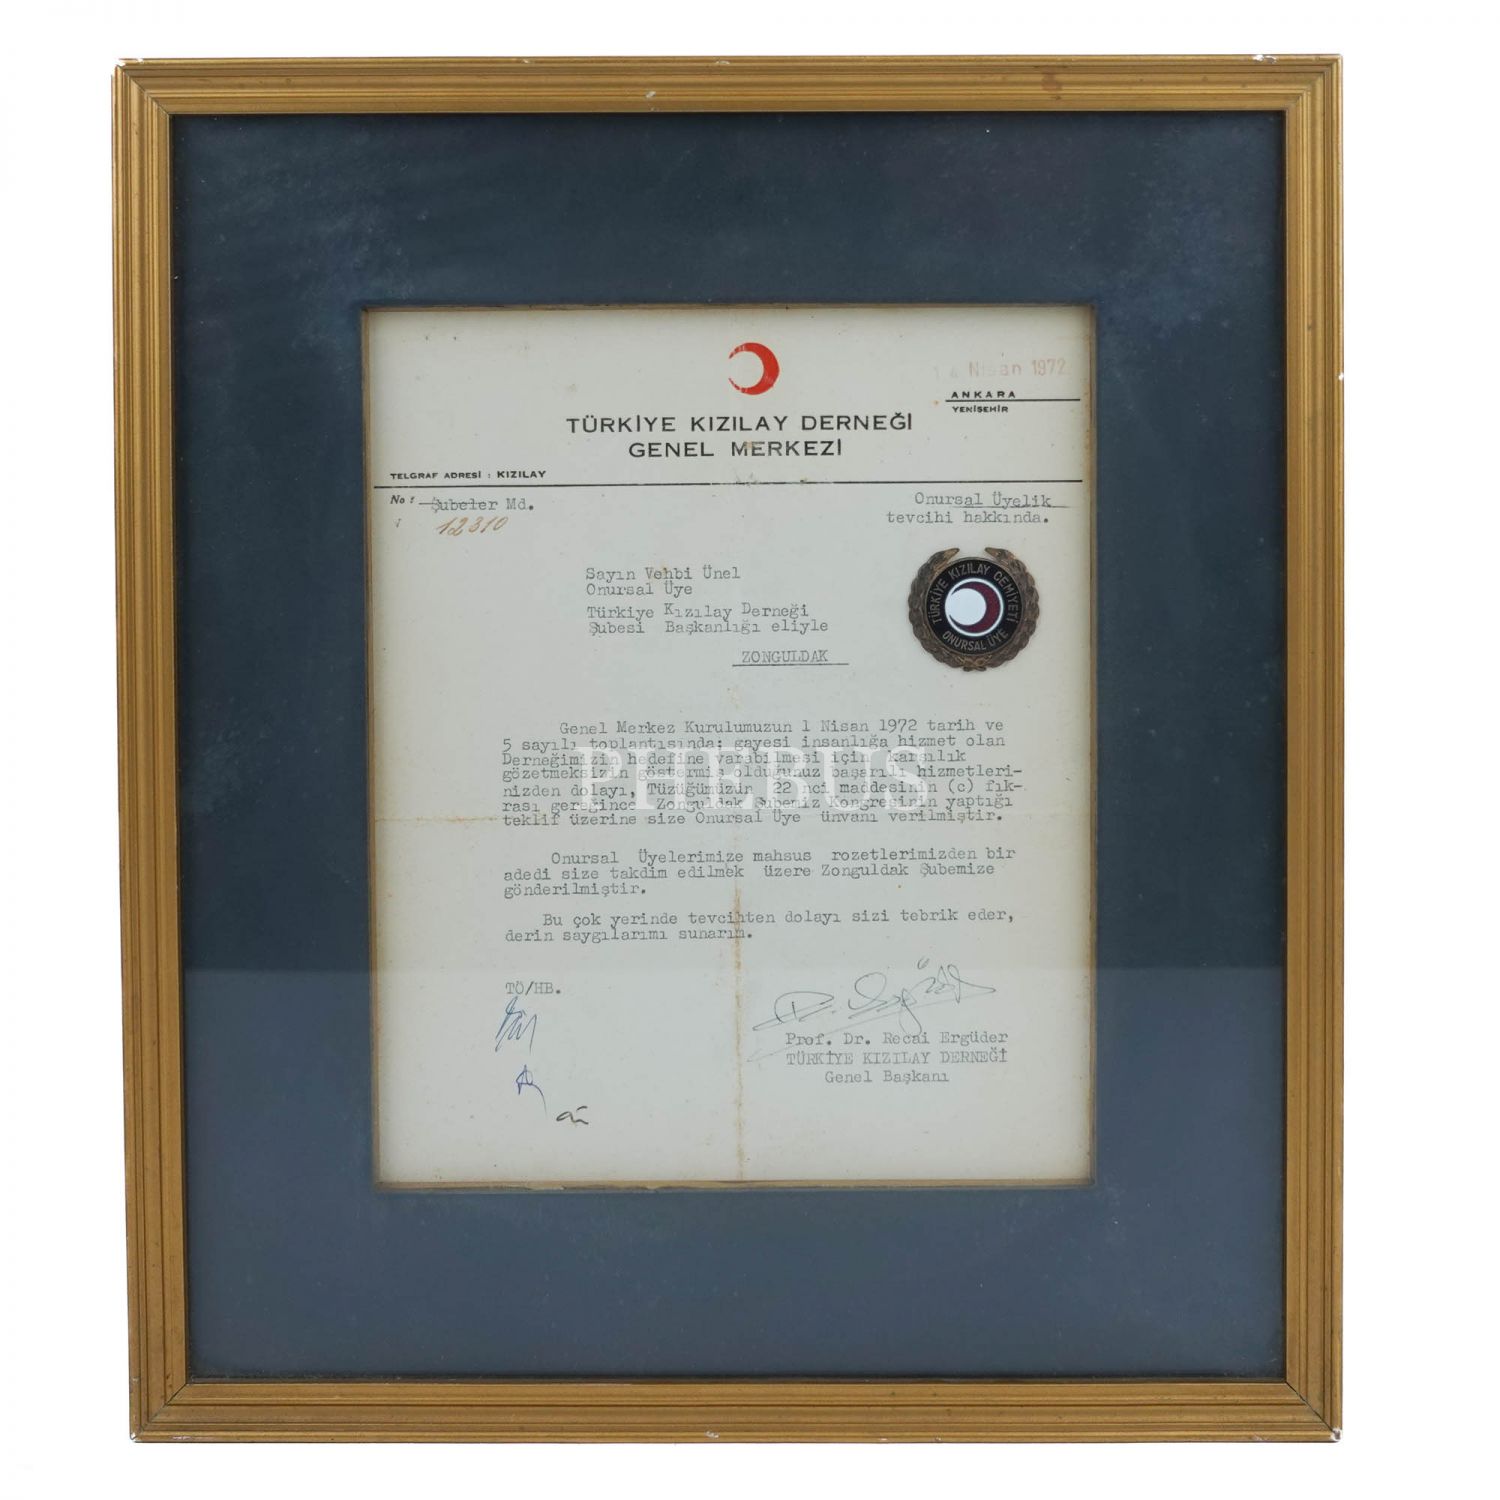 14 Nisan 1972
ANKARA
YENİŞEHİR
TÜRKİYE KIZILAY DERNEĞİ
GENEL MERKEZİ
TELGRAF ADRESİ : KIZILAY
No : Şubeler Md.
: 12310
Onursal Üyelik
tevcihi hakkında.
TÜRKİYE KIZILAY CEMİYETİ
ONURSAL ÜYE
Sayın Vehbi Ünel
Onursal Üye
Türkiye Kızılay Derneği
Şubesi Başkanlığı eliyle
ZONGULDAK
Genel Merkez Kurulumuzun 1 Nisan 1972 tarih ve
5 sayılı toplantısında; gayesi insanlığa hizmet olan
Derneğimizin hedefine varabilmesi için karşılık
gözetmeksizin göstermiş olduğunuz başarılı hizmetleri-
nizden dolayı, Tüzüğümüzün 22 nci maddesinin (c) fık-
rası gereğince Zonguldak Şubemiz Kongresinin yaptığı
teklif üzerine size Onursal Üye ünvanı verilmiştir.
PHEBUS
Onursal Üyelerimize mahsus rozetlerimizden bir
adedi size takdim edilmek üzere Zonguldak Şubemize
gönderilmiştir.
Bu çok yerinde tevcihten dolayı sizi tebrik eder,
derin saygılarımı sunarım.
TÖ/HB.
Prof. Dr. Recai Ergüder
TÜRKİYE KIZILAY DERNEĞİ
Genel Başkanı